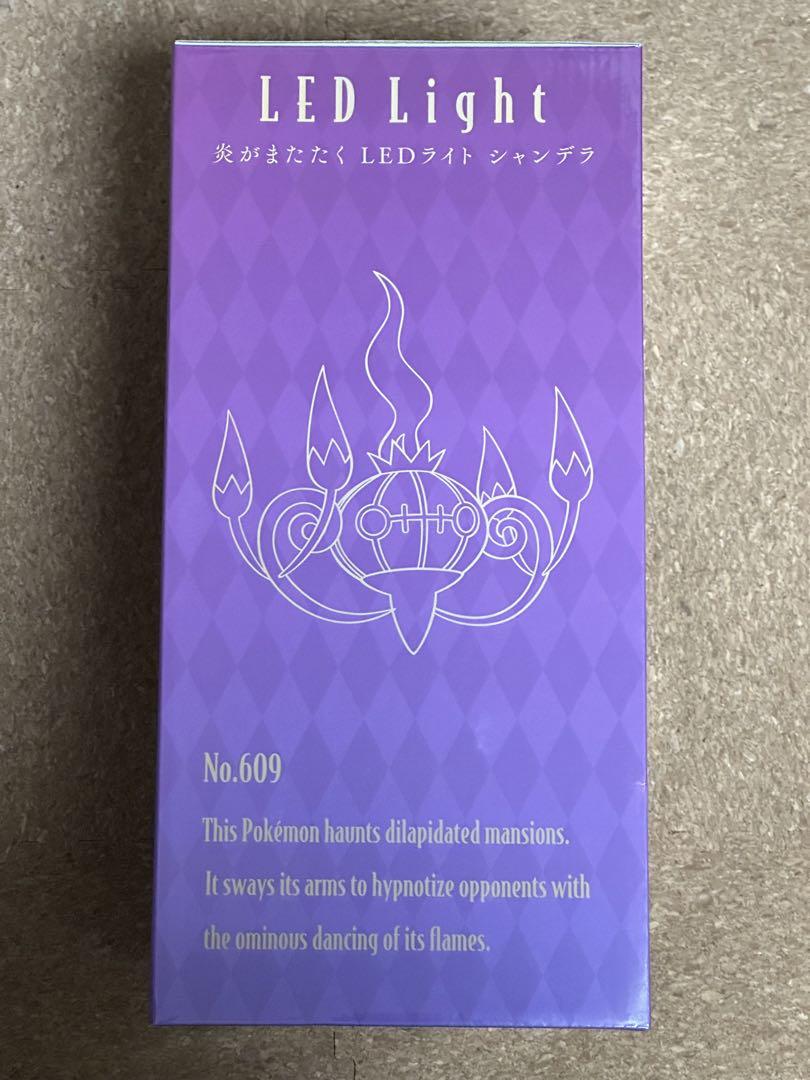 LED Light
炎がまたたく LEDライト シャンデラ
No.609
This Pokémon haunts dilapidated mansions.
It sways its arms to hypnotize opponents with
the ominous dancing of its flames.